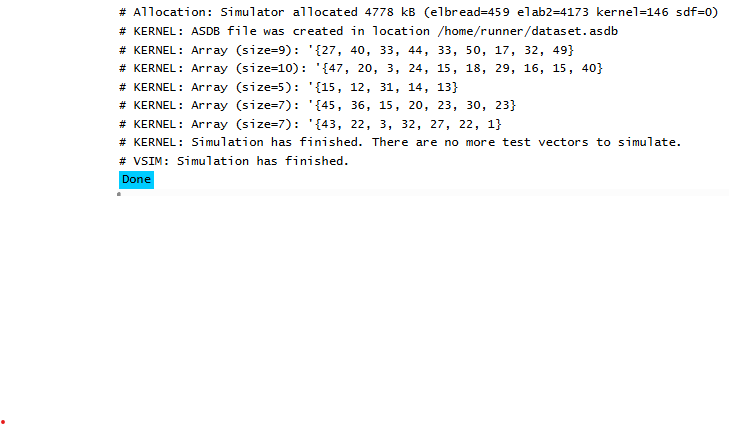 # Allocation: Simulator allocated 4778 kB (elbread=459 elab2=4173 kernel=146 sdf=0)
# KERNEL: ASDB file was created in location /home/runner/dataset.asdb
# KERNEL: Array (size=9): '{27, 40, 33, 44, 33, 50, 17, 32, 49}
# KERNEL: Array (size=10): '{47, 20, 3, 24, 15, 18, 29, 16, 15, 40}
# KERNEL: Array (size=5): '{15, 12, 31, 14, 13}
# KERNEL: Array (size=7): '{45, 36, 15, 20, 23, 30, 23}
# KERNEL: Array (size=7): '{43, 22, 3, 32, 27, 22, 1}
# KERNEL: Simulation has finished. There are no more test vectors to simulate.
# VSIM: Simulation has finished.
Done